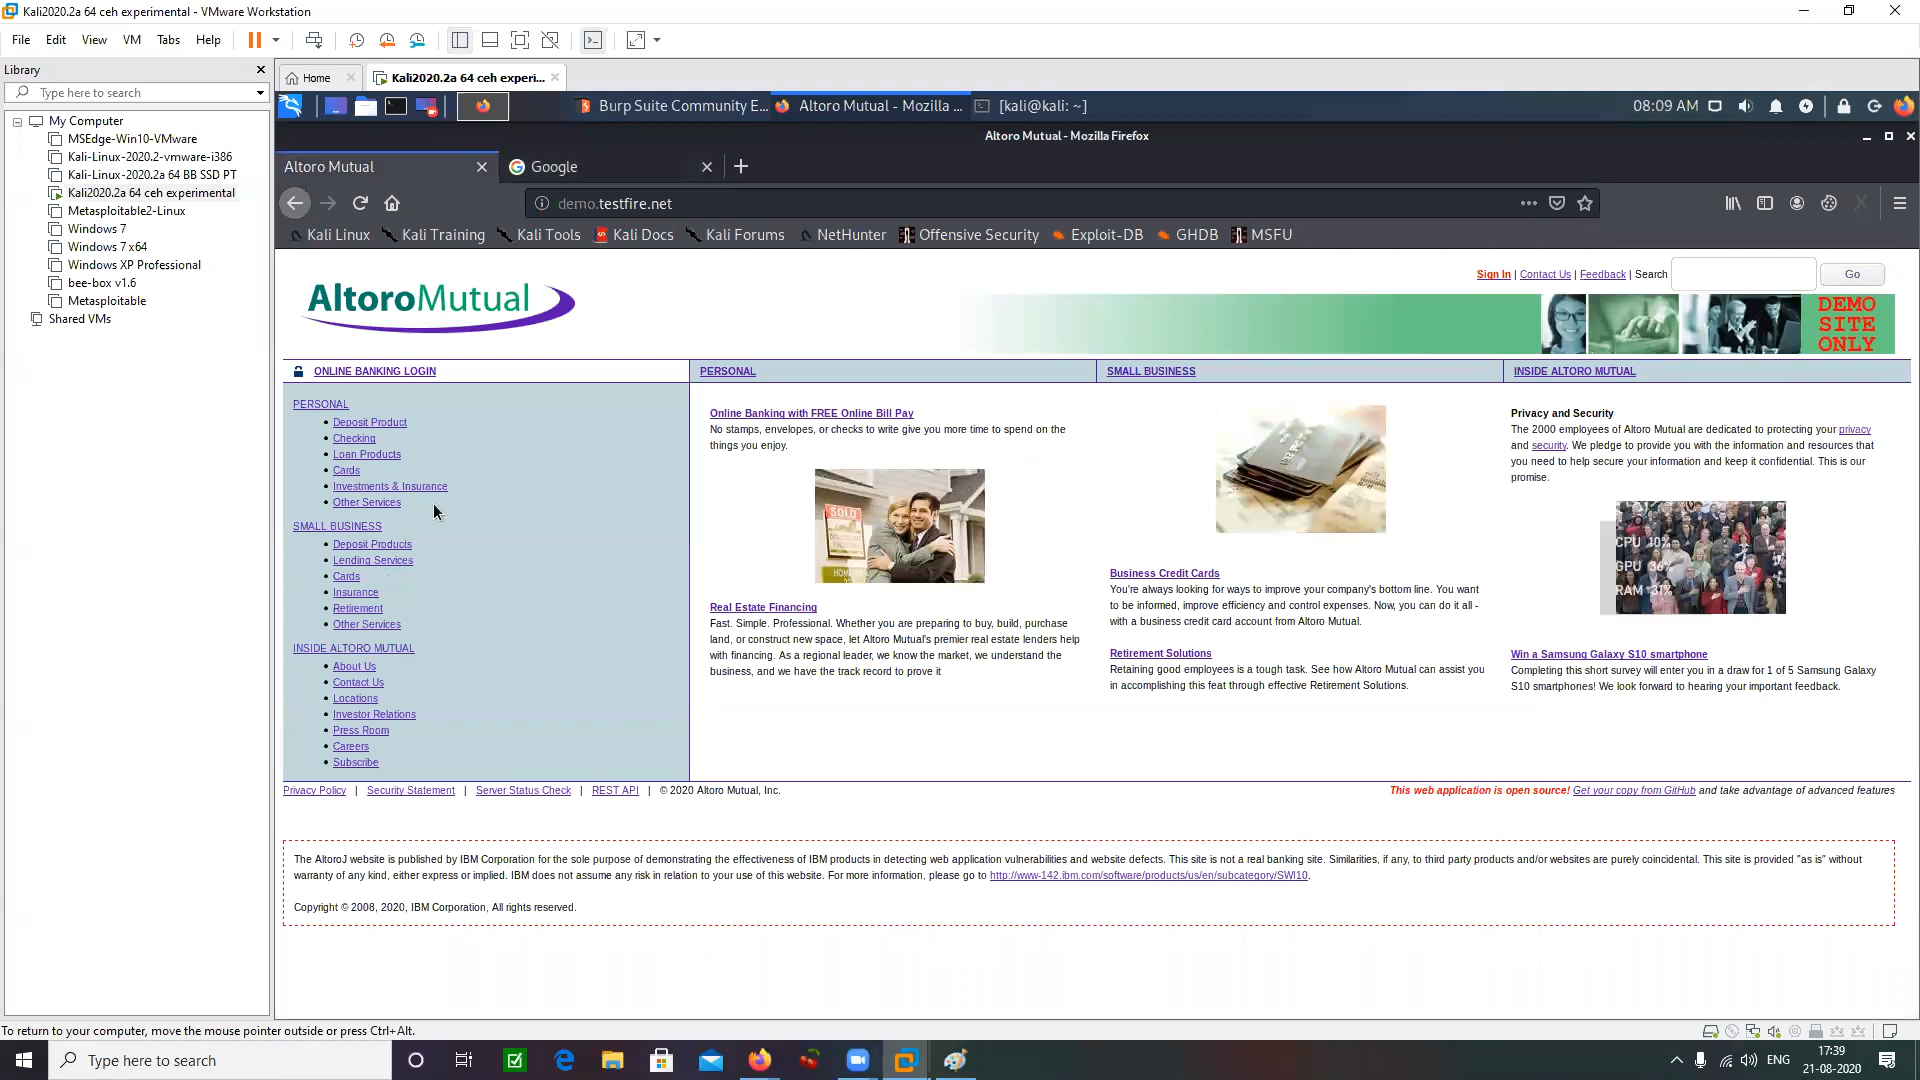 Kali2020.2a 64 ceh experimental - VMware Workstation
File Edit View VM Tabs Help
Library
Type here to search
My Computer
MSEdge-Win10-VMware
Kali-Linux-2020.2-vmware-i386
Kali-Linux-2020.2a 64 BB SSD PT
Kali2020.2a 64 ceh experimental
Metasploitable2-Linux
Windows 7
Windows 7 x64
Windows XP Professional
bee-box v1.6
Metasploitable
Shared VMs
Home
Kali2020.2a 64 ceh experi...
Burp Suite Community E...
Altoro Mutual - Mozilla ...
[kali@kali: ~]
08:09 AM
Altoro Mutual - Mozilla Firefox
Altoro Mutual
Google
demo.testfire.net
Kali Linux Kali Training Kali Tools Kali Docs Kali Forums NetHunter Offensive Security Exploit-DB GHDB MSFU
Sign In | Contact Us | Feedback | Search Go
AltoroMutual
DEMO
SITE
ONLY
ONLINE BANKING LOGIN
PERSONAL
SMALL BUSINESS
INSIDE ALTORO MUTUAL
PERSONAL
Deposit Product
Checking
Loan Products
Cards
Investments & Insurance
Other Services
SMALL BUSINESS
Deposit Products
Lending Services
Cards
Insurance
Retirement
Other Services
INSIDE ALTORO MUTUAL
About Us
Contact Us
Locations
Investor Relations
Press Room
Careers
Subscribe
Online Banking with FREE Online Bill Pay
No stamps, envelopes, or checks to write give you more time to spend on the
things you enjoy.
SOLD
Real Estate Financing
Fast. Simple. Professional. Whether you are preparing to buy, build, purchase
land, or construct new space, let Altoro Mutual's premier real estate lenders help
with financing. As a regional leader, we know the market, we understand the
business, and we have the track record to prove it
Business Credit Cards
You're always looking for ways to improve your company's bottom line. You want
to be informed, improve efficiency and control expenses. Now, you can do it all -
with a business credit card account from Altoro Mutual.
Retirement Solutions
Retaining good employees is a tough task. See how Altoro Mutual can assist you
in accomplishing this feat through effective Retirement Solutions.
Privacy and Security
The 2000 employees of Altoro Mutual are dedicated to protecting your privacy
and security. We pledge to provide you with the information and resources that
you need to help secure your information and keep it confidential. This is our
promise.
CPU 10%
GPU 36%
RAM 31%
Win a Samsung Galaxy S10 smartphone
Completing this short survey will enter you in a draw for 1 of 5 Samsung Galaxy
S10 smartphones! We look forward to hearing your important feedback.
Privacy Policy | Security Statement | Server Status Check | REST API | © 2020 Altoro Mutual, Inc.
This web application is open source! Get your copy from GitHub and take advantage of advanced features
The AltoroJ website is published by IBM Corporation for the sole purpose of demonstrating the effectiveness of IBM products in detecting web application vulnerabilities and website defects. This site is not a real banking site. Similarities, if any, to third party products and/or websites are purely coincidental. This site is provided "as is" without
warranty of any kind, either express or implied. IBM does not assume any risk in relation to your use of this website. For more information, please go to http://www-142.ibm.com/software/products/us/en/subcategory/SWI10.
Copyright © 2008, 2020, IBM Corporation, All rights reserved.
To return to your computer, move the mouse pointer outside or press Ctrl+Alt.
Type here to search
ENG
17:39
21-08-2020